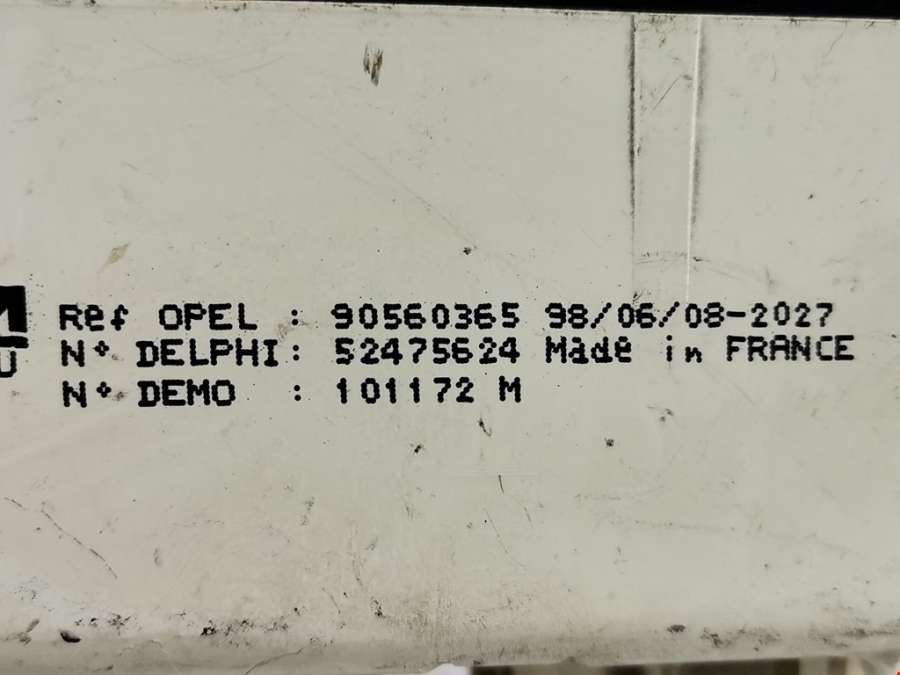 Ref OPEL : 90560365 98/06/08-2027
N° DELPHI: 52475624 Made in FRANCE
N° DEMO : 101172 M